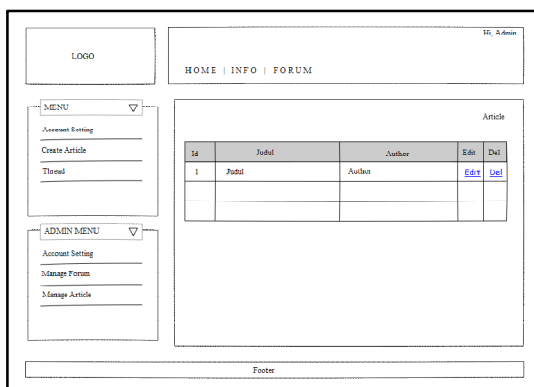 Hi, Admin
LOGO
HOME | INFO | FORUM
MENU
Account Setting
Create Article
Thread
Article
Id Judul Author Edit Del
1 Judul Author Edit Del
ADMIN MENU
Account Setting
Manage Forum
Manage Article
Footer